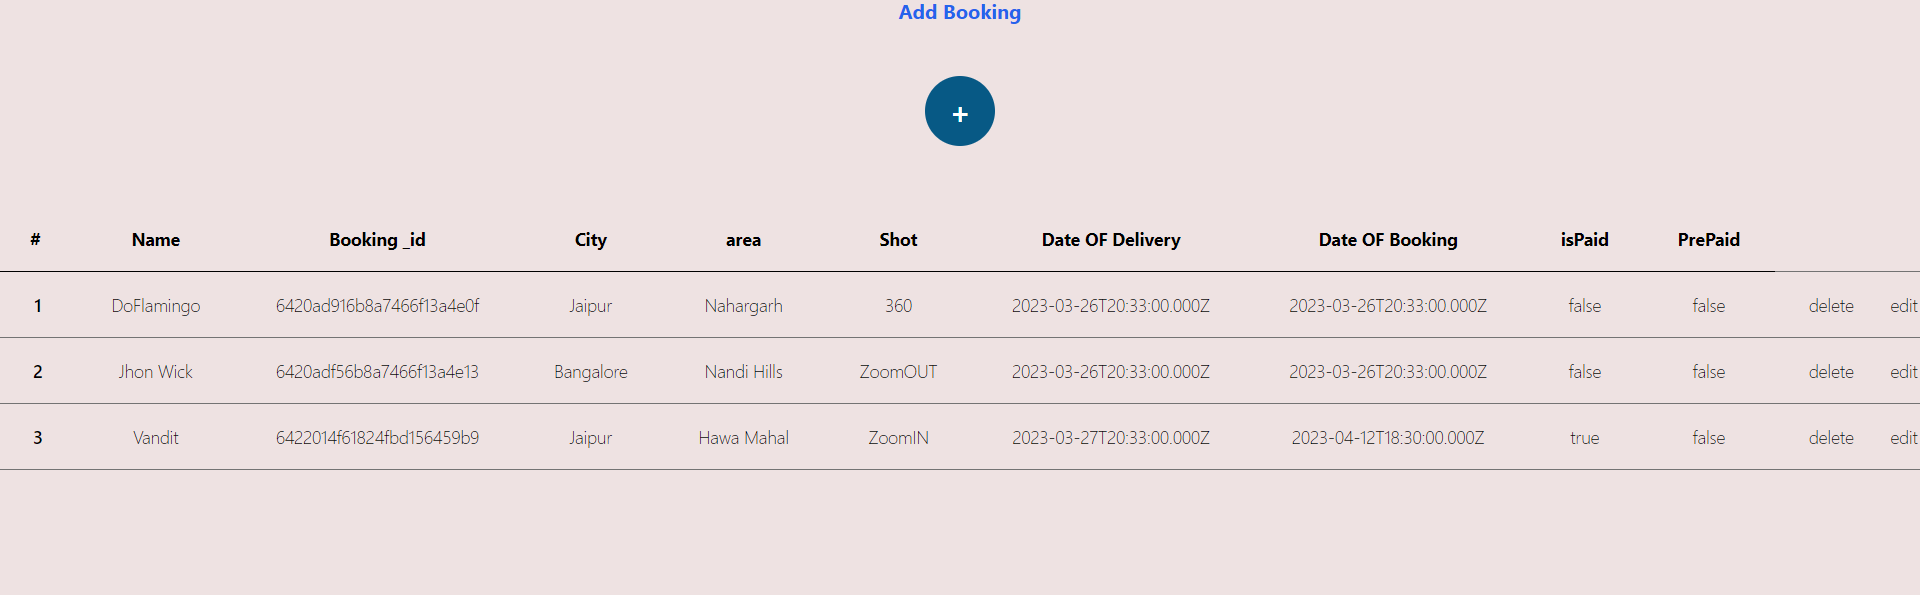 Add Booking
+
# Name Booking _id City area Shot Date OF Delivery Date OF Booking isPaid PrePaid
1 DoFlamingo 6420ad916b8a7466f13a4e0f Jaipur Nahargarh 360 2023-03-26T20:33:00.000Z 2023-03-26T20:33:00.000Z false false delete edit
2 Jhon Wick 6420adf56b8a7466f13a4e13 Bangalore Nandi Hills ZoomOUT 2023-03-26T20:33:00.000Z 2023-03-26T20:33:00.000Z false false delete edit
3 Vandit 6422014f61824fbd156459b9 Jaipur Hawa Mahal ZoomIN 2023-03-27T20:33:00.000Z 2023-04-12T18:30:00.000Z true false delete edit